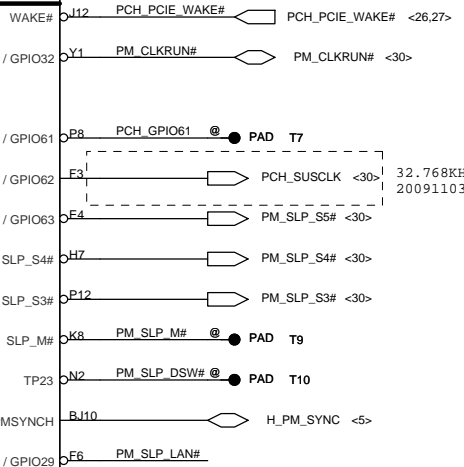 WAKE# J12 PCH_PCIE_WAKE# PCH_PCIE_WAKE# <26,27>
/ GPIO32 Y1 PM_CLKRUN# PM_CLKRUN# <30>
/ GPIO61 P8 PCH_GPIO61 @ PAD T7
/ GPIO62 F3 PCH_SUSCLK <30> 32.768KH
20091103
/ GPIO63 E4 PM_SLP_S5# <30>
SLP_S4# H7 PM_SLP_S4# <30>
SLP_S3# P12 PM_SLP_S3# <30>
SLP_M# K8 PM_SLP_M# @ PAD T9
TP23 N2 PM_SLP_DSW# @ PAD T10
MSYNCH BJ10 H_PM_SYNC <5>
/ GPIO29 F6 PM_SLP_LAN#